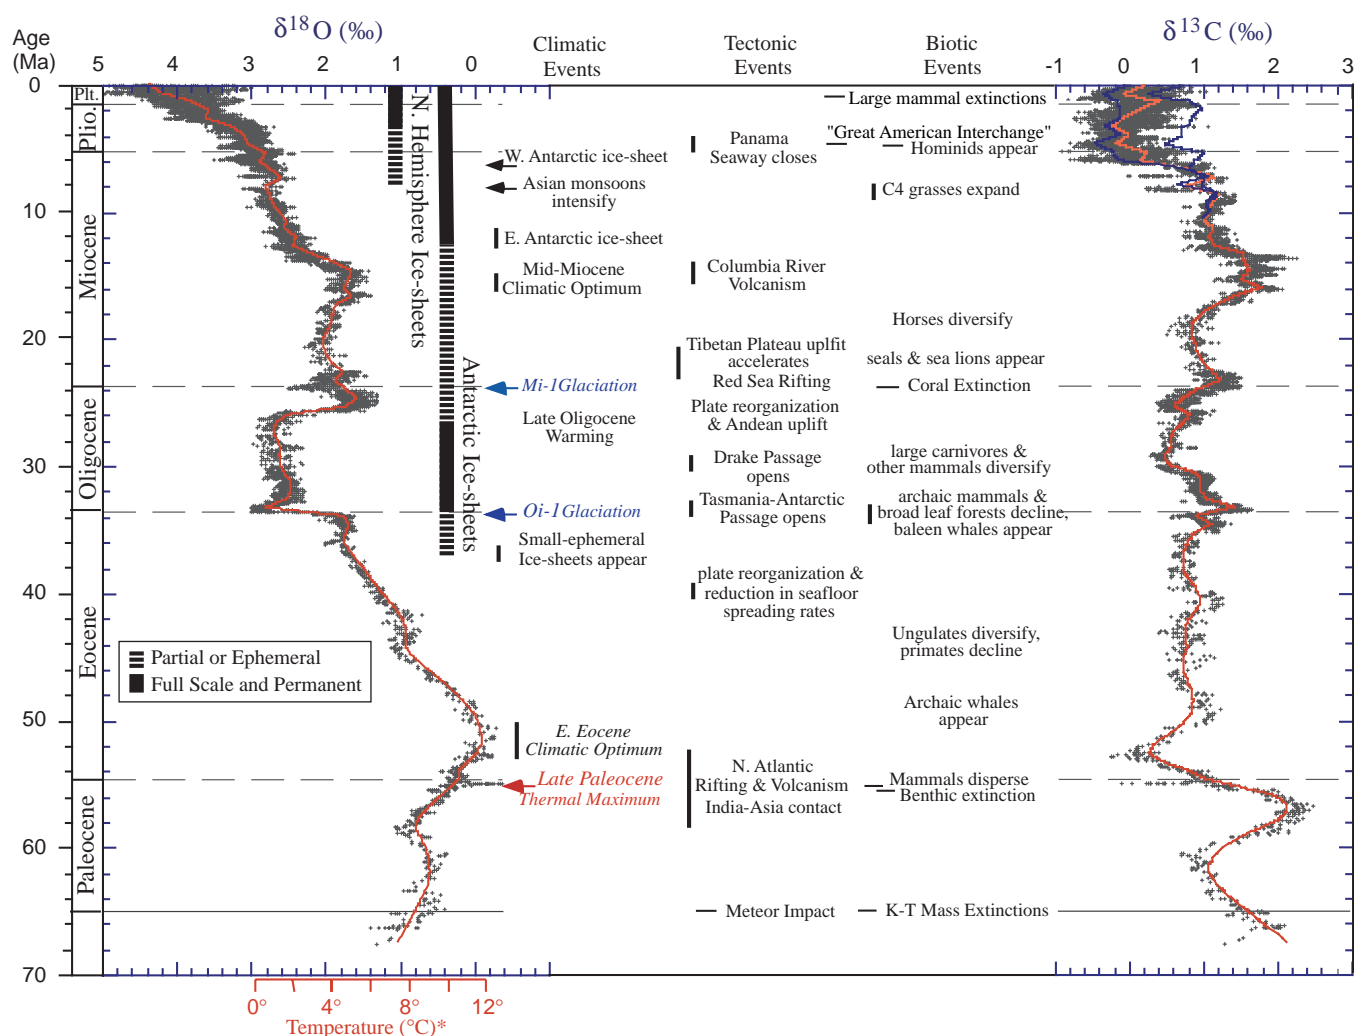 δ18O (‰)
δ13C (‰)
Age
(Ma)
Climatic
Events
Tectonic
Events
Biotic
Events
5 4 3 2 1 0
-1 0 1 2 3
0
10
20
30
40
50
60
70
Plt.
Plio.
Miocene
Oligocene
Eocene
Paleocene
N. Hemisphere Ice-sheets
Antarctic Ice-sheets
Partial or Ephemeral
Full Scale and Permanent
W. Antarctic ice-sheet
Asian monsoons
intensify
E. Antarctic ice-sheet
Mid-Miocene
Climatic Optimum
Mi-1Glaciation
Late Oligocene
Warming
Oi-1Glaciation
Small-ephemeral
Ice-sheets appear
E. Eocene
Climatic Optimum
Late Paleocene
Thermal Maximum
Panama
Seaway closes
Columbia River
Volcanism
Tibetan Plateau uplfit
accelerates
Red Sea Rifting
Plate reorganization
& Andean uplift
Drake Passage
opens
Tasmania-Antarctic
Passage opens
plate reorganization &
reduction in seafloor
spreading rates
N. Atlantic
Rifting & Volcanism
India-Asia contact
Meteor Impact
Large mammal extinctions
"Great American Interchange"
Hominids appear
C4 grasses expand
Horses diversify
seals & sea lions appear
Coral Extinction
large carnivores &
other mammals diversify
archaic mammals &
broad leaf forests decline,
baleen whales appear
Ungulates diversify,
primates decline
Archaic whales
appear
Mammals disperse
Benthic extinction
K-T Mass Extinctions
0° 4° 8° 12°
Temperature (°C)*